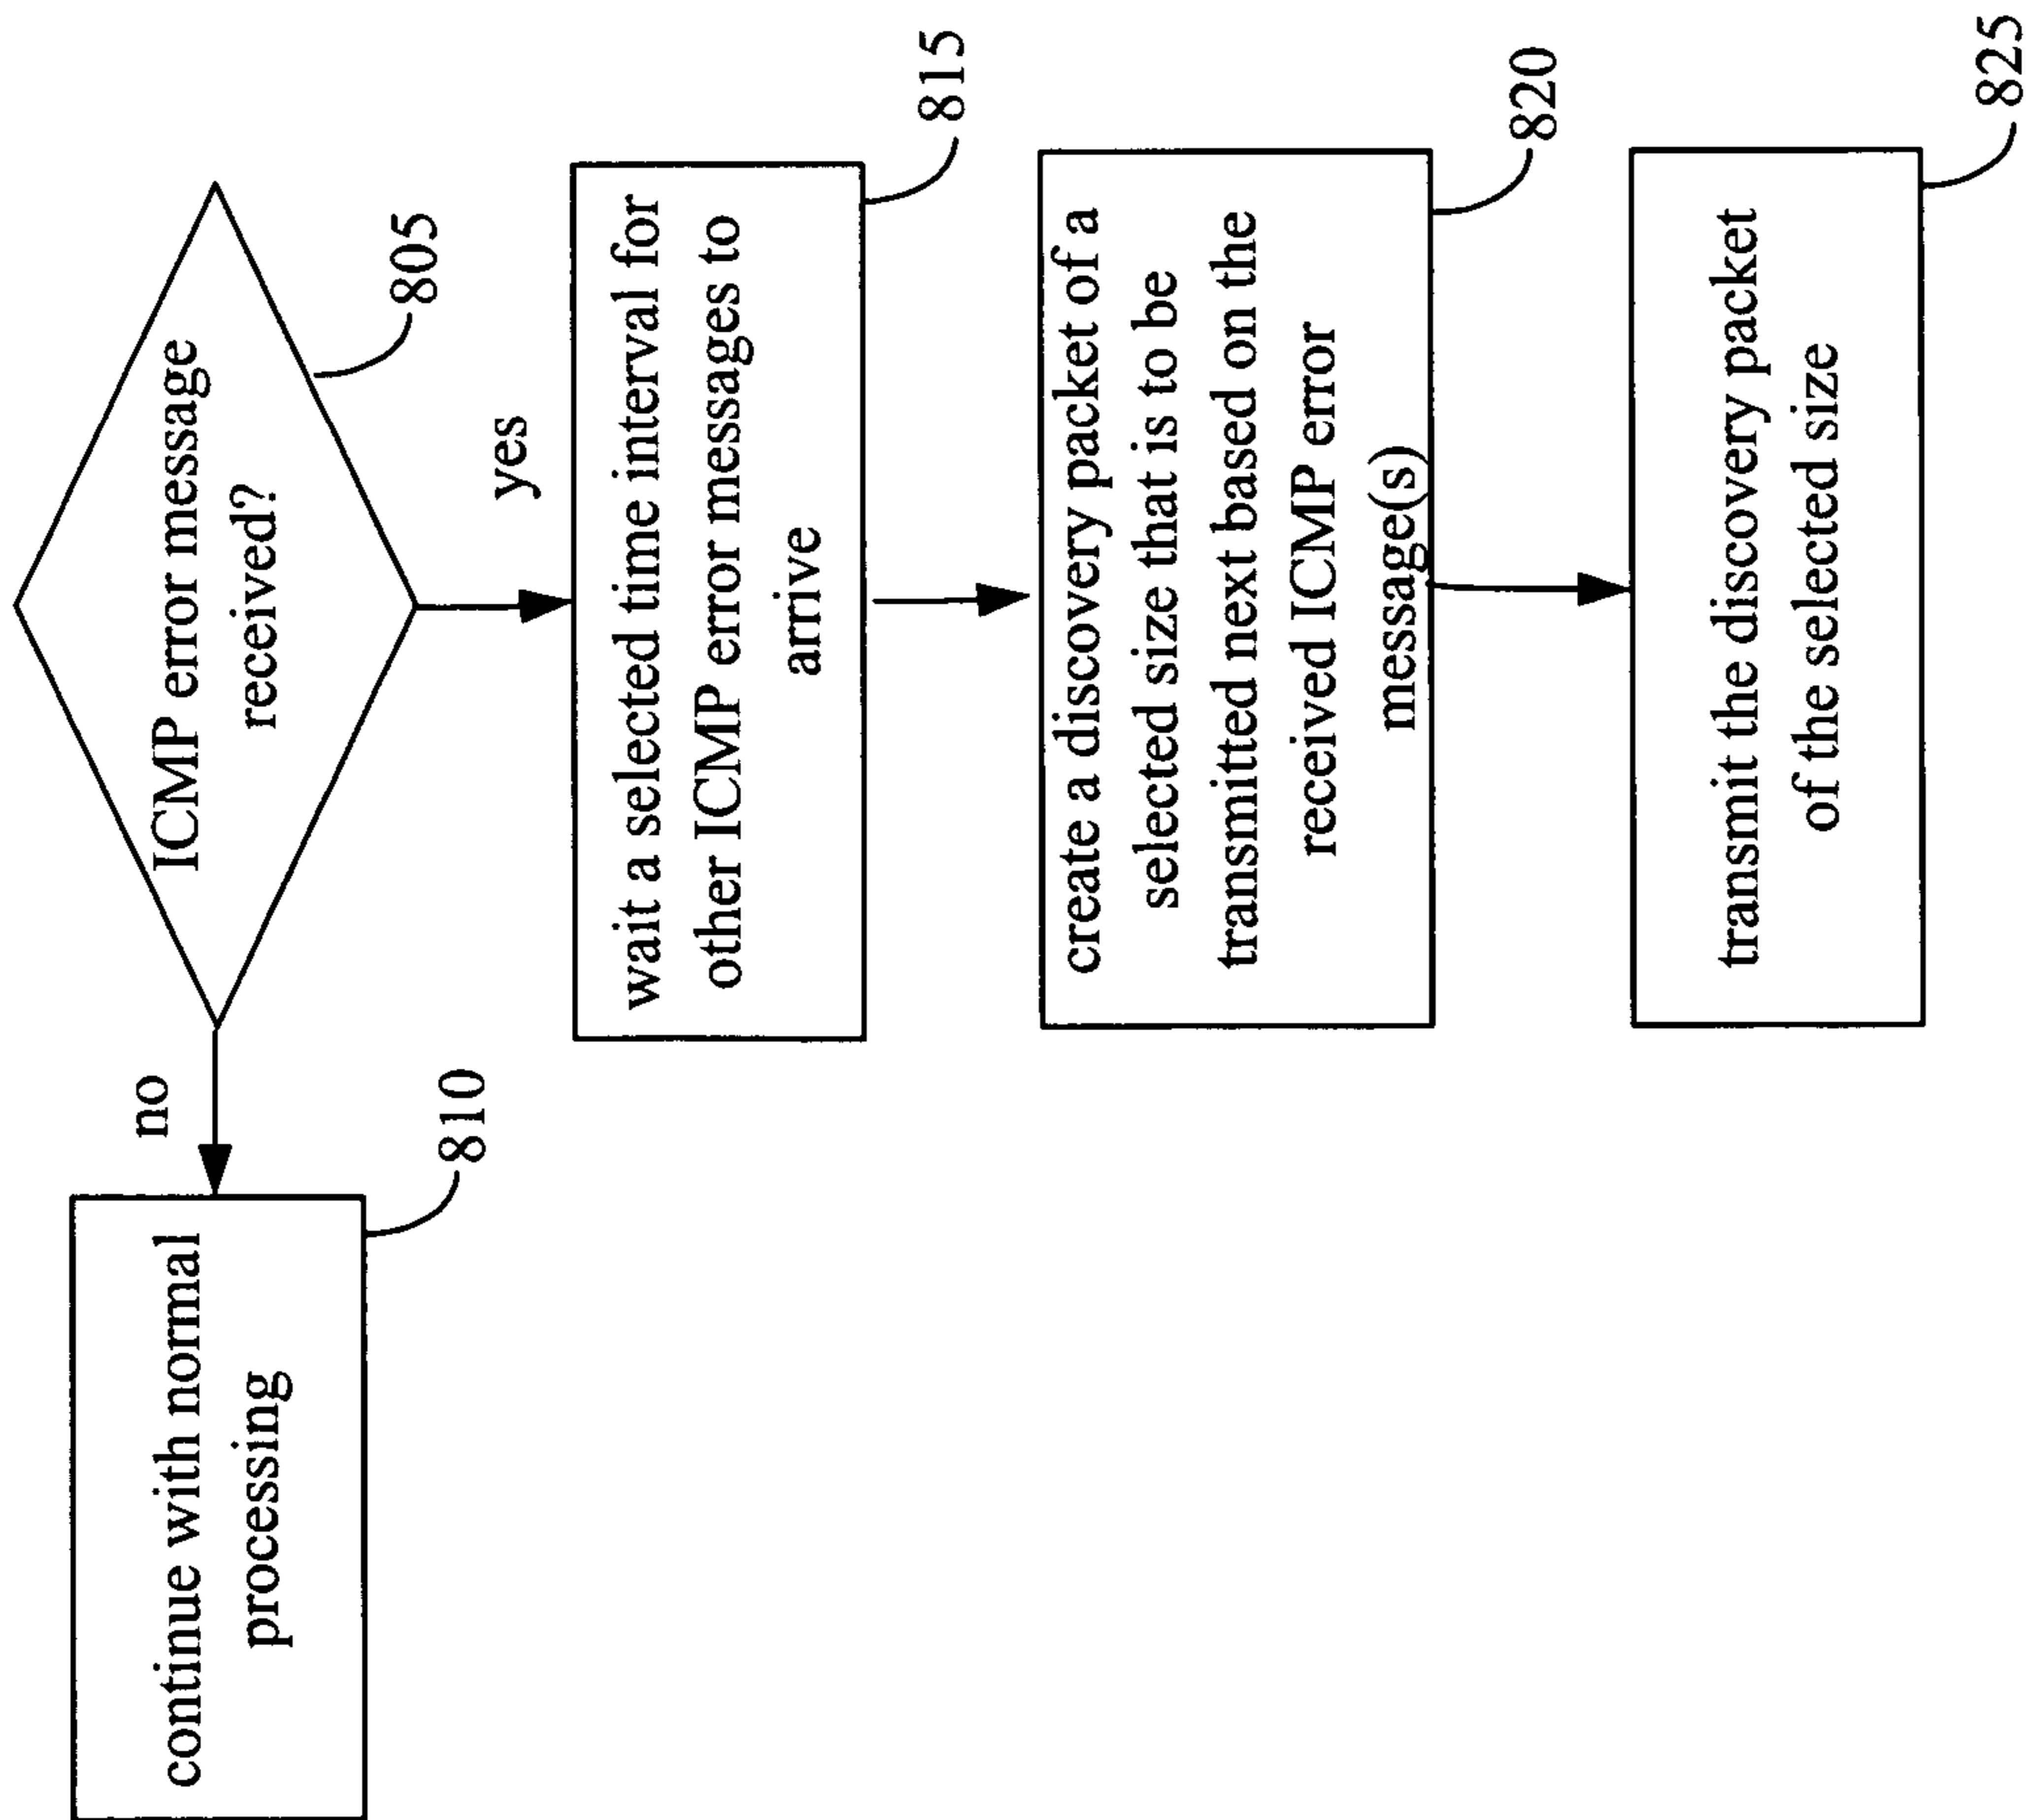 ICMP error message
received?
805
no
continue with normal
processing
810
yes
wait a selected time interval for
other ICMP error messages to
arrive
815
create a discovery packet of a
selected size that is to be
transmitted next based on the
received ICMP error
message(s)
820
transmit the discovery packet
of the selected size
825